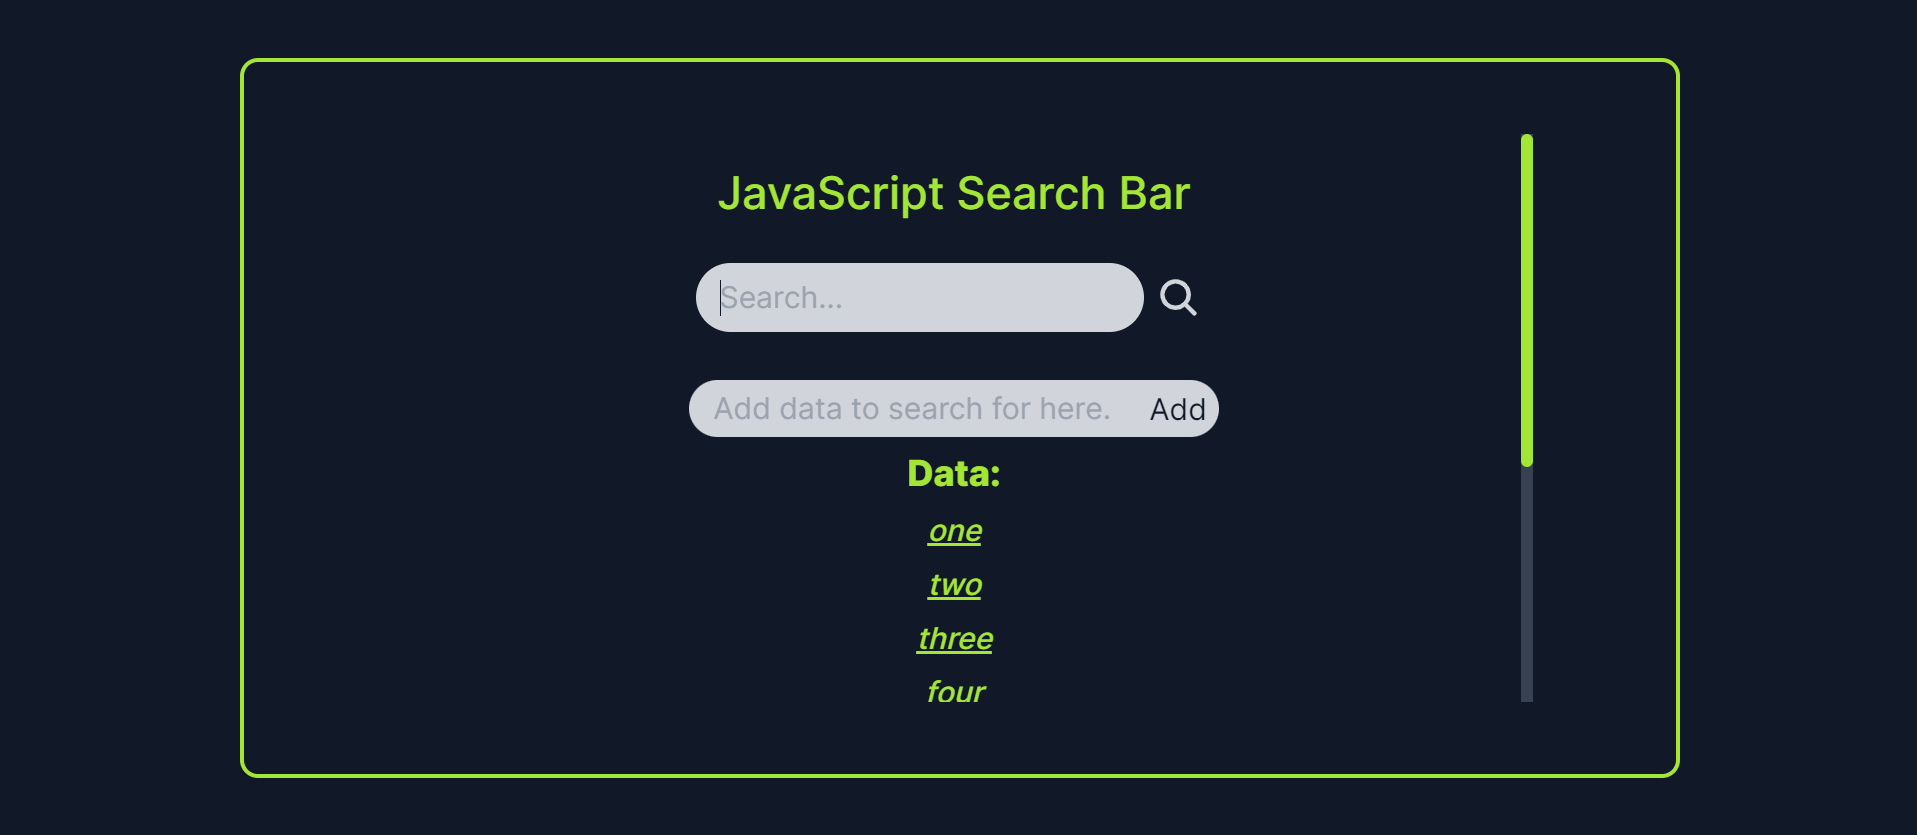 JavaScript Search Bar
Search...
Add data to search for here. Add
Data:
one
two
three
four